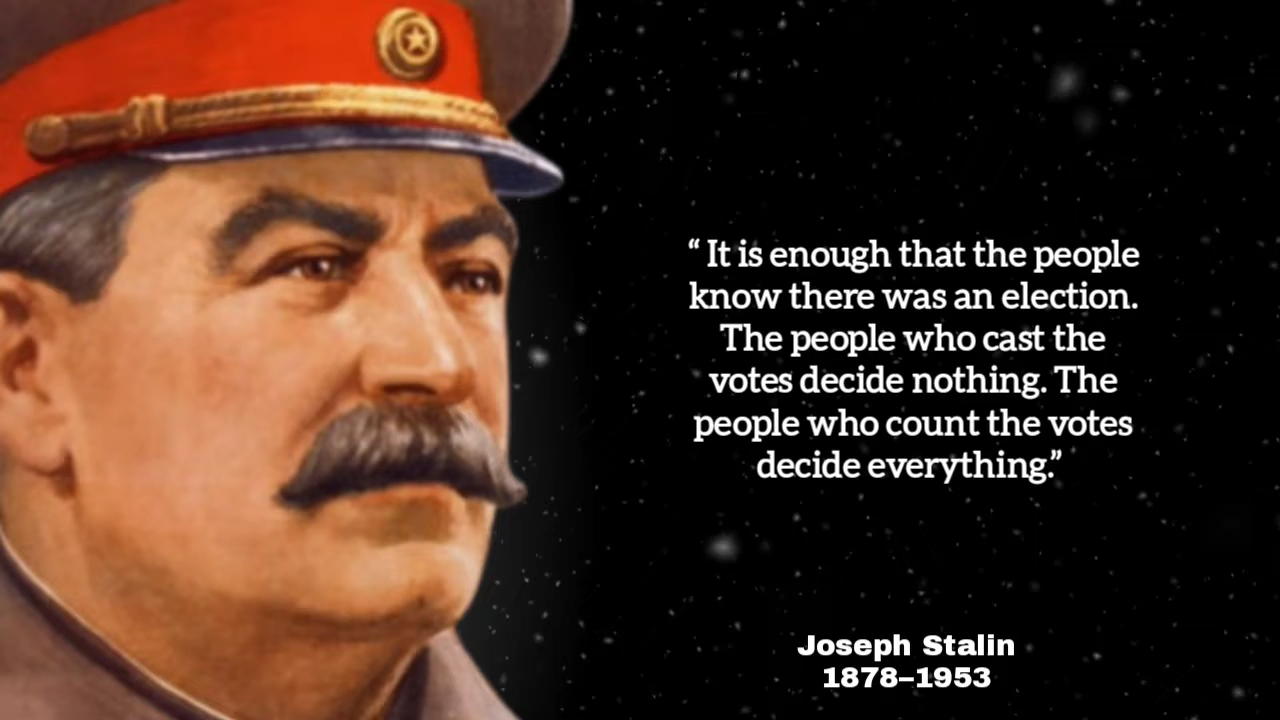 “ It is enough that the people
know there was an election.
The people who cast the
votes decide nothing. The
people who count the votes
decide everything.”
Joseph Stalin
1878–1953